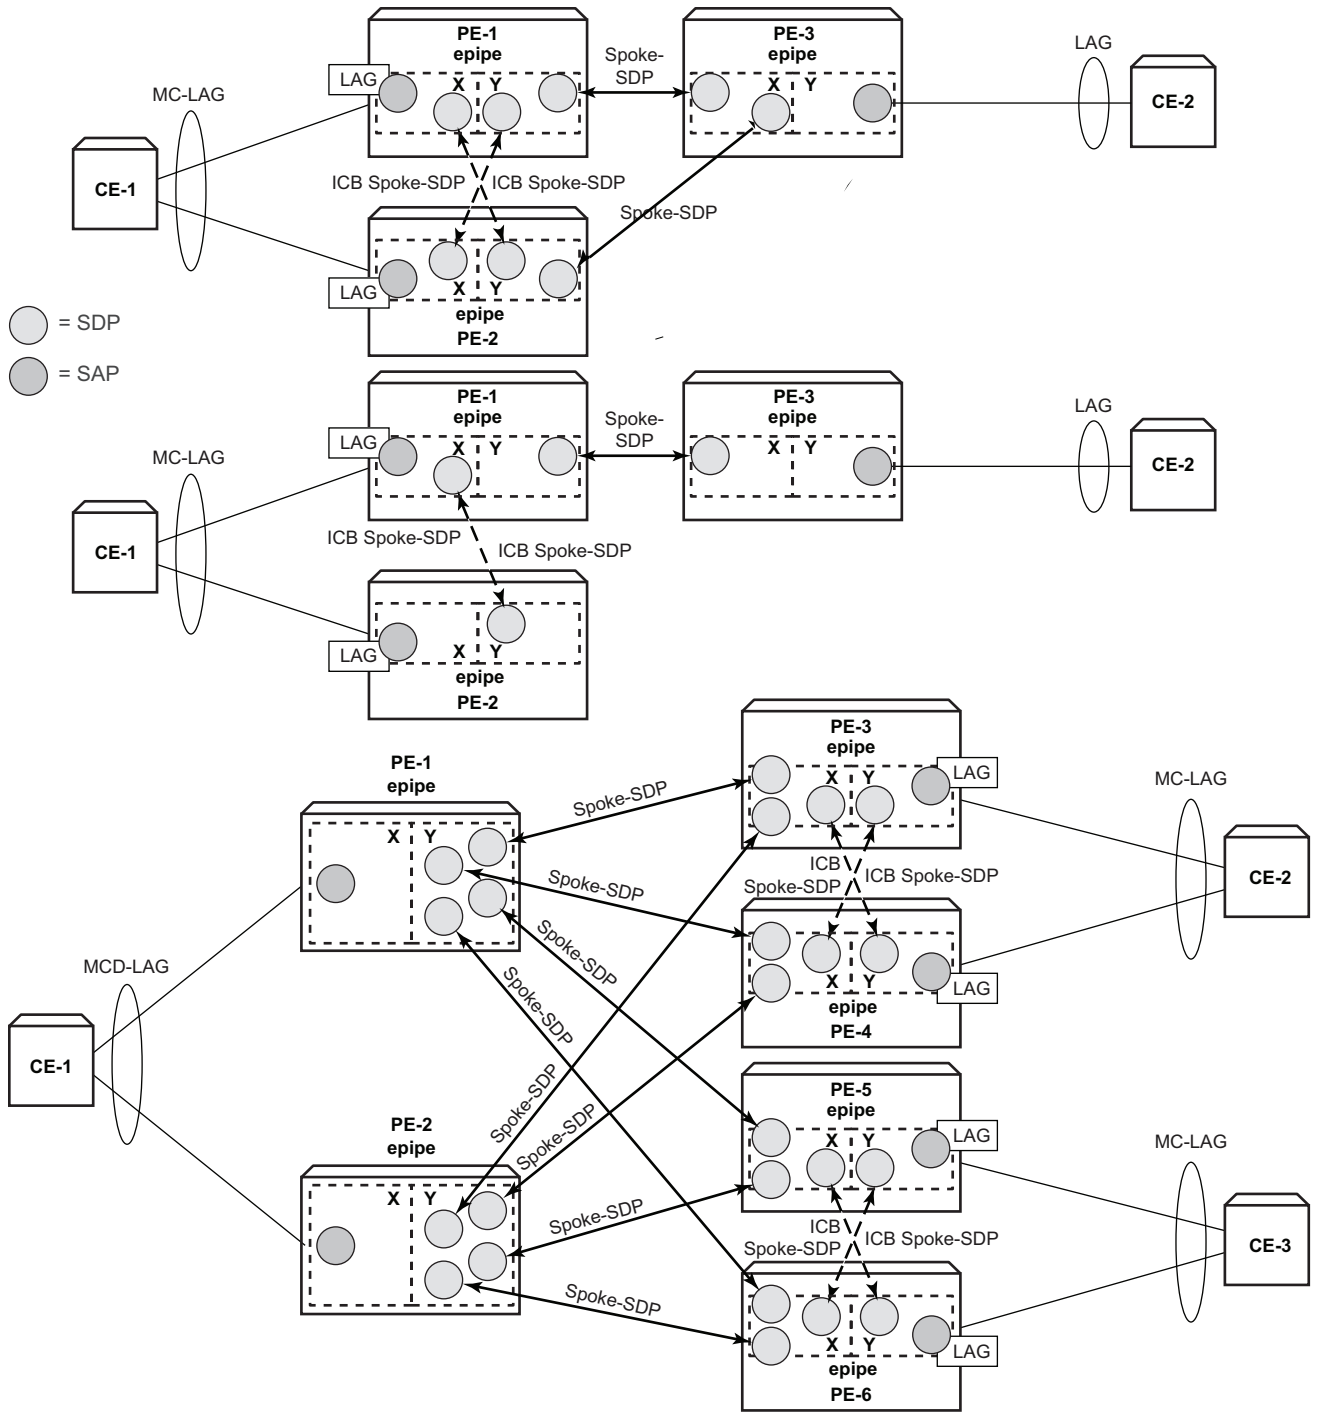 PE-1
epipe
PE-3
epipe
Spoke-
SDP
LAG
LAG
X
Y
X
Y
MC-LAG
CE-2
CE-1
ICB Spoke-SDP
ICB Spoke-SDP
Spoke-SDP
LAG
X
Y
epipe
PE-2
= SDP
= SAP
PE-1
epipe
PE-3
epipe
Spoke-
SDP
LAG
LAG
X
Y
X
Y
MC-LAG
CE-2
CE-1
ICB Spoke-SDP
ICB Spoke-SDP
LAG
X
Y
epipe
PE-2
PE-3
epipe
PE-1
epipe
X
Y
LAG
MC-LAG
Spoke-SDP
X
Y
ICB
Spoke-SDP
ICB Spoke-SDP
CE-2
Spoke-SDP
Spoke-SDP
X
Y
LAG
epipe
PE-4
MCD-LAG
Spoke-SDP
CE-1
Spoke-SDP
Spoke-SDP
PE-5
epipe
PE-2
epipe
X
Y
LAG
MC-LAG
X
Y
Spoke-SDP
ICB
Spoke-SDP
ICB Spoke-SDP
CE-3
Spoke-SDP
X
Y
LAG
epipe
PE-6